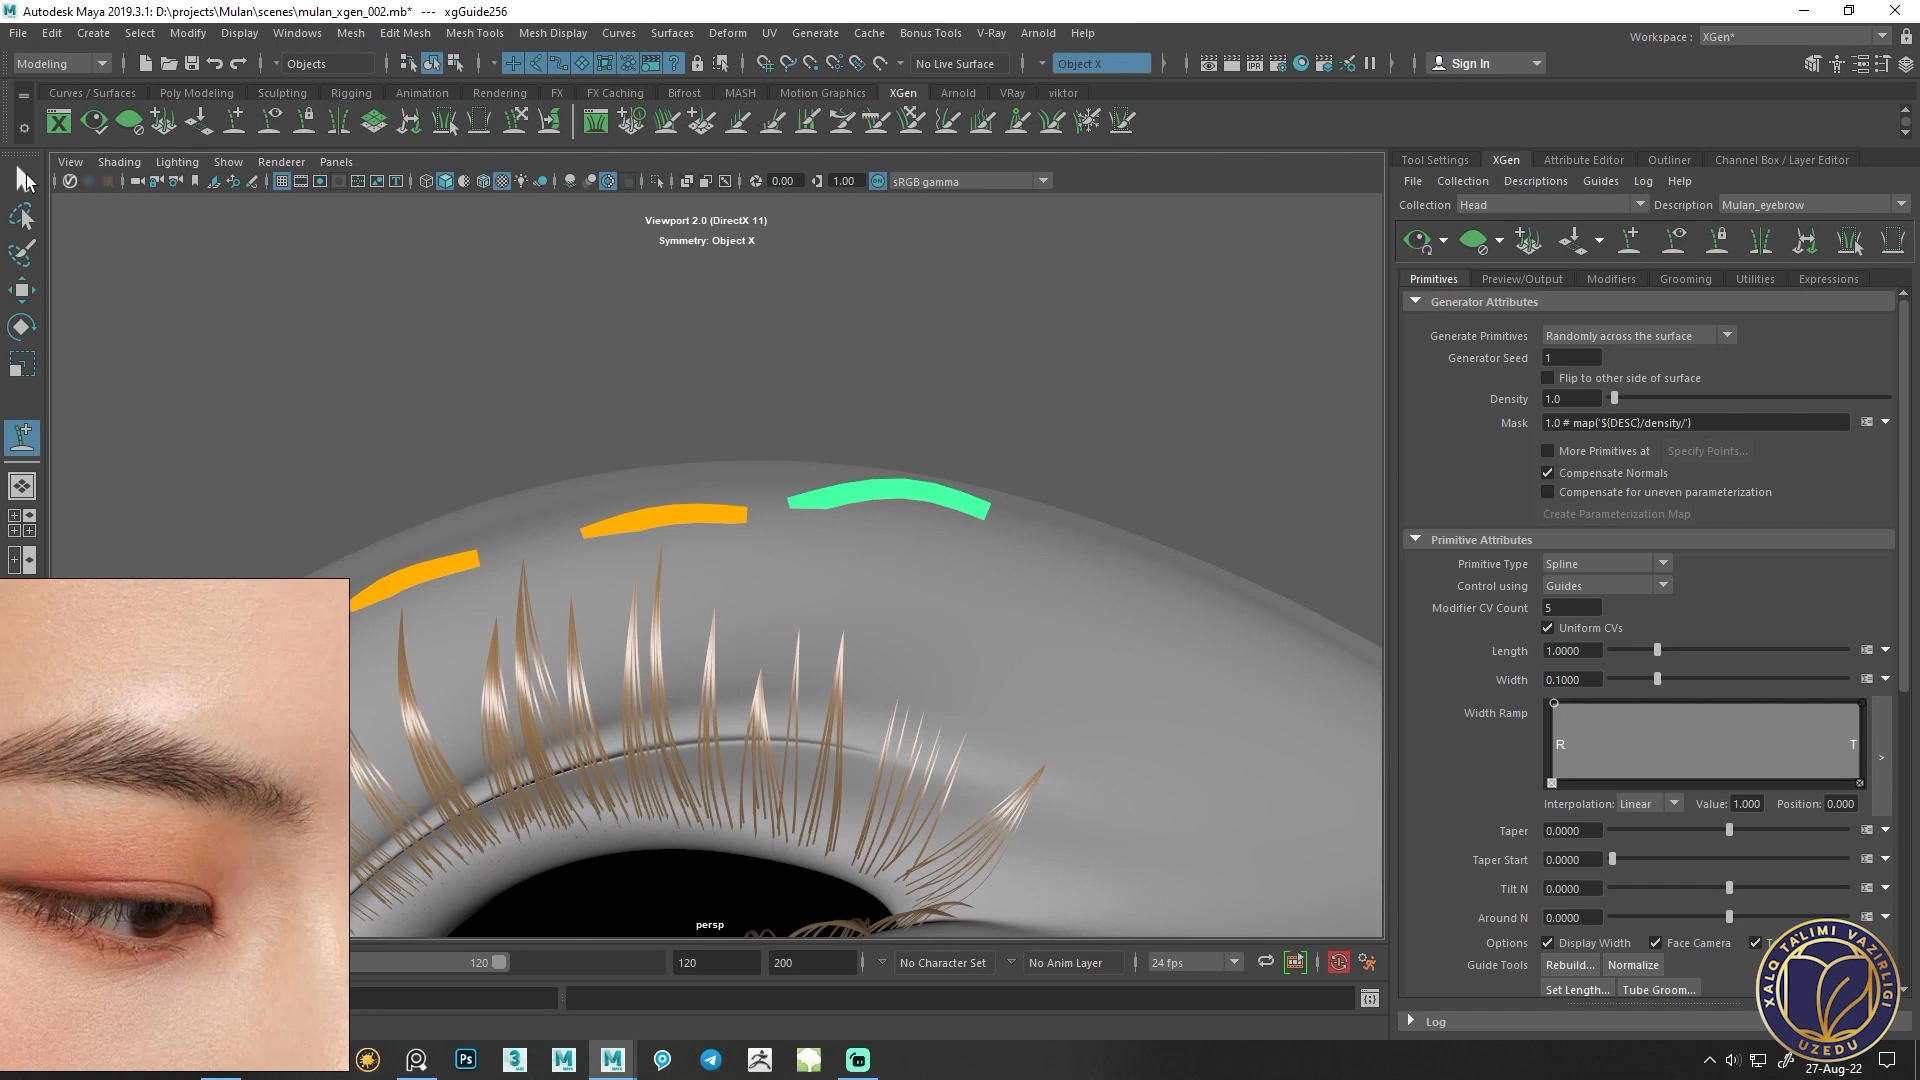 Autodesk Maya 2019.3.1: D:\projects\Mulan\scenes\mulan_xgen_002.mb* --- xgGuide256
File Edit Create Select Modify Display Windows Mesh Edit Mesh Mesh Tools Mesh Display Curves Surfaces Deform UV Generate Cache Bonus Tools V-Ray Arnold Help
Workspace : XGen*
Modeling Objects No Live Surface Object X Sign In
Curves / Surfaces Poly Modeling Sculpting Rigging Animation Rendering FX FX Caching Bifrost MASH Motion Graphics XGen Arnold VRay viktor
View Shading Lighting Show Renderer Panels
0.00 1.00 sRGB gamma
Viewport 2.0 (DirectX 11)
Symmetry: Object X
persp
Tool Settings XGen Attribute Editor Outliner Channel Box / Layer Editor
File Collection Descriptions Guides Log Help
Collection Head Description Mulan_eyebrow
Primitives Preview/Output Modifiers Grooming Utilities Expressions
Generator Attributes
Generate Primitives Randomly across the surface
Generator Seed 1
Flip to other side of surface
Density 1.0
Mask 1.0 # map('${DESC}/density/')
More Primitives at Specify Points...
Compensate Normals
Compensate for uneven parameterization
Create Parameterization Map
Primitive Attributes
Primitive Type Spline
Control using Guides
Modifier CV Count 5
Uniform CVs
Length 1.0000
Width 0.1000
Width Ramp
R T
Interpolation: Linear Value: 1.000 Position: 0.000
Taper 0.0000
Taper Start 0.0000
Tilt N 0.0000
Around N 0.0000
Options Display Width Face Camera
Guide Tools Rebuild... Normalize
Set Length... Tube Groom...
Log
120 120 200 No Character Set No Anim Layer 24 fps
XALQ TA'LIMI VAZIRLIGI
UZEDU
Ps 3 M M
27-Aug-22